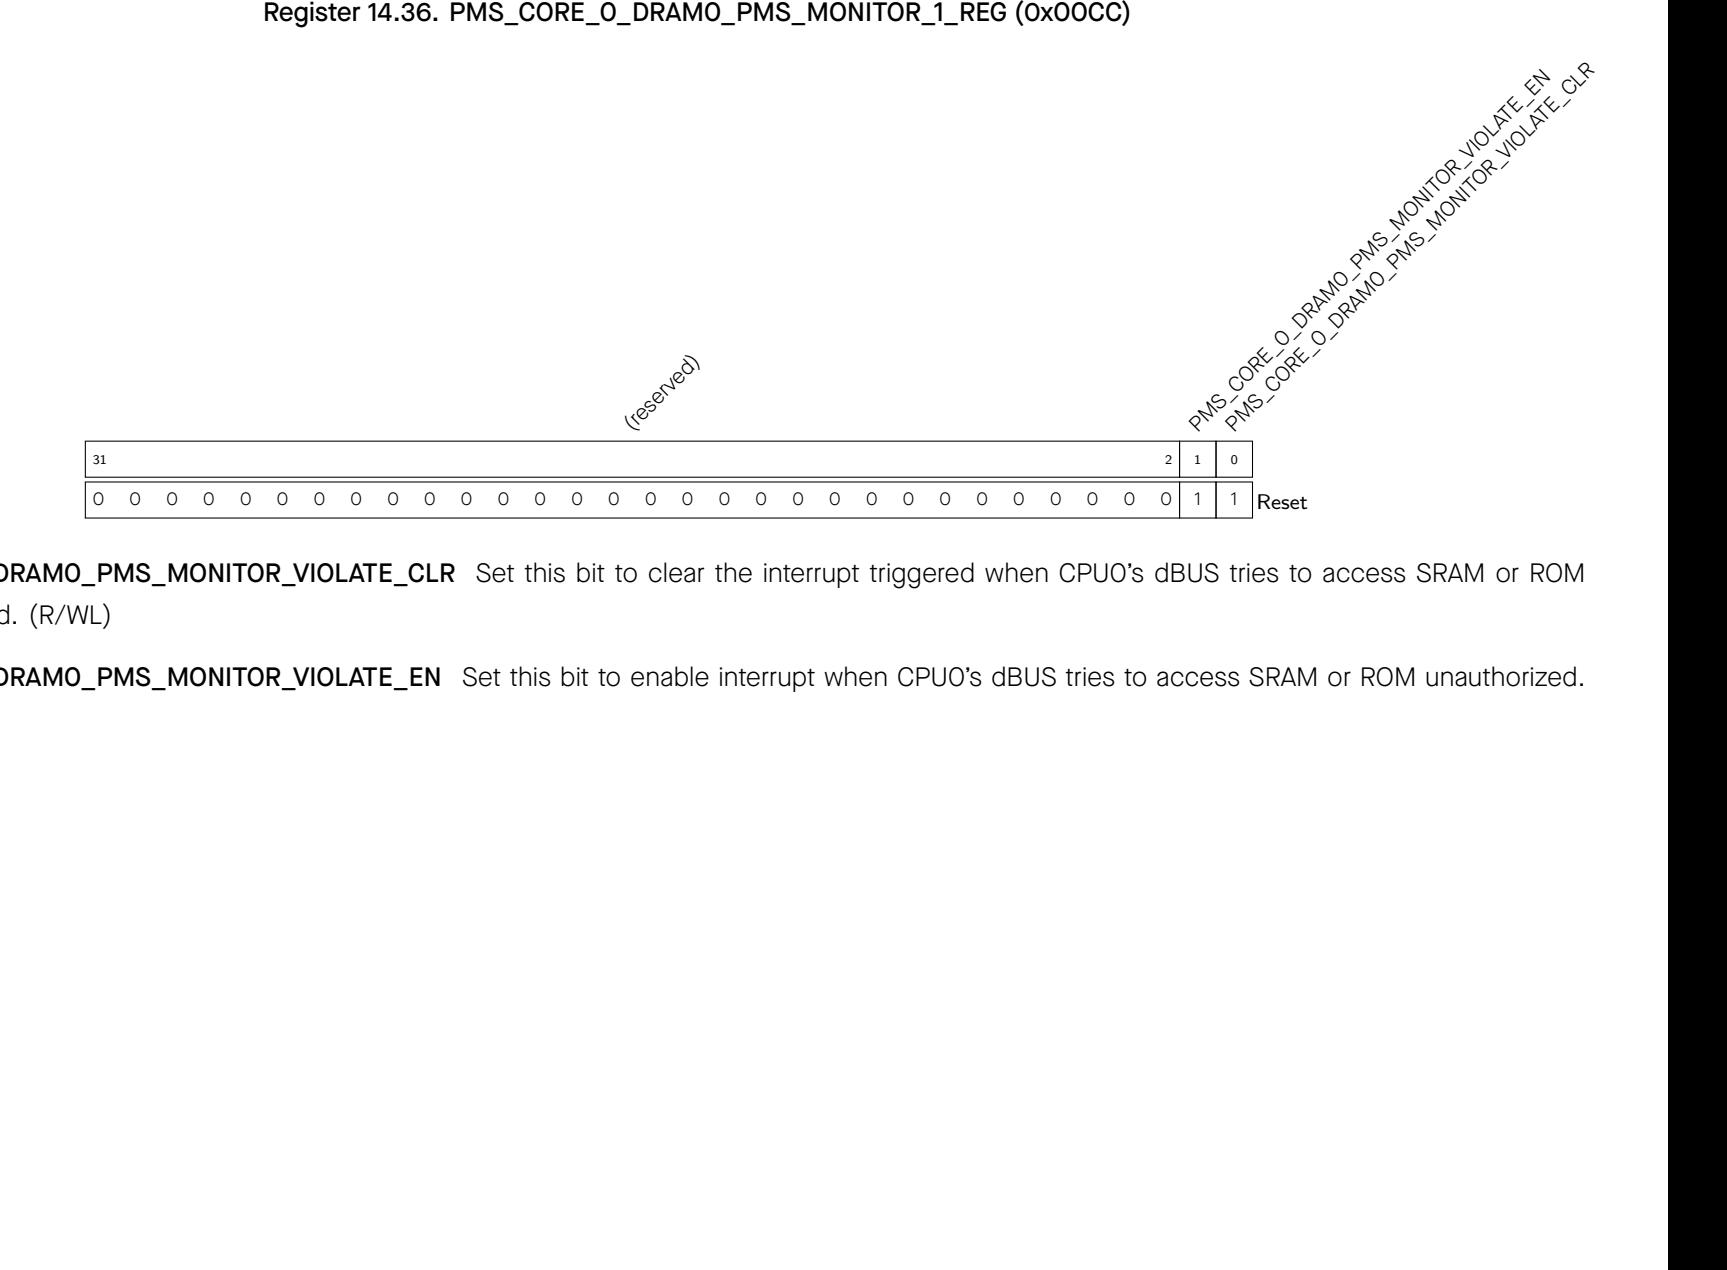 Register 14.36. PMS_CORE_0_DRAM0_PMS_MONITOR_1_REG (0x00CC)
(reserved)
PMS_CORE_0_DRAM0_PMS_MONITOR_VIOLATE_EN
PMS_CORE_0_DRAM0_PMS_MONITOR_VIOLATE_CLR
31 2 1 0
0 0 0 0 0 0 0 0 0 0 0 0 0 0 0 0 0 0 0 0 0 0 0 0 0 0 0 0 0 0 1 1 Reset
DRAM0_PMS_MONITOR_VIOLATE_CLR Set this bit to clear the interrupt triggered when CPU0's dBUS tries to access SRAM or ROM
d. (R/WL)
DRAM0_PMS_MONITOR_VIOLATE_EN Set this bit to enable interrupt when CPU0's dBUS tries to access SRAM or ROM unauthorized.